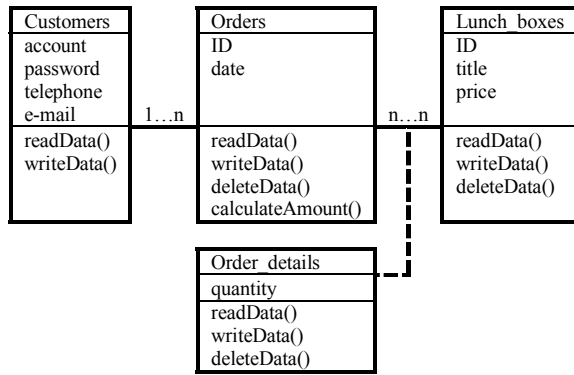 Customers
account
password
telephone
e-mail
readData()
writeData()
1…n
Orders
ID
date
readData()
writeData()
deleteData()
calculateAmount()
n…n
Lunch_boxes
ID
title
price
readData()
writeData()
deleteData()
Order_details
quantity
readData()
writeData()
deleteData()